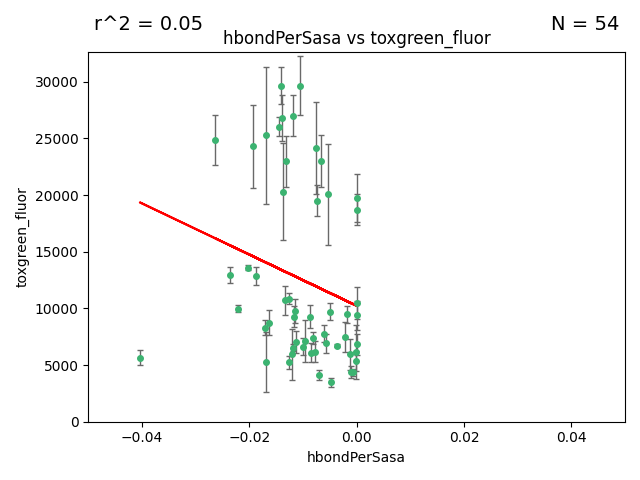 r^2 = 0.05
N = 54
hbondPerSasa vs toxgreen_fluor
toxgreen_fluor
30000
25000
20000
15000
10000
5000
0
−0.04
−0.02
0.00
0.02
0.04
hbondPerSasa